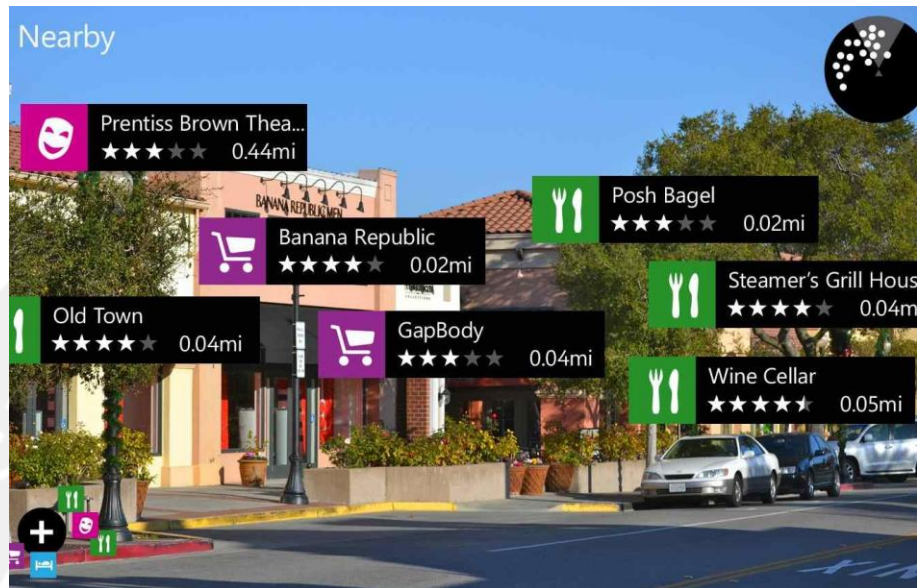 Nearby
Prentiss Brown Thea...
0.44mi
BANANA REPUBLIC MEN
Posh Bagel
0.02mi
Banana Republic
0.02mi
Steamer's Grill Hous
0.04m
Old Town
0.04mi
GapBody
0.04mi
Wine Cellar
0.05mi
XING